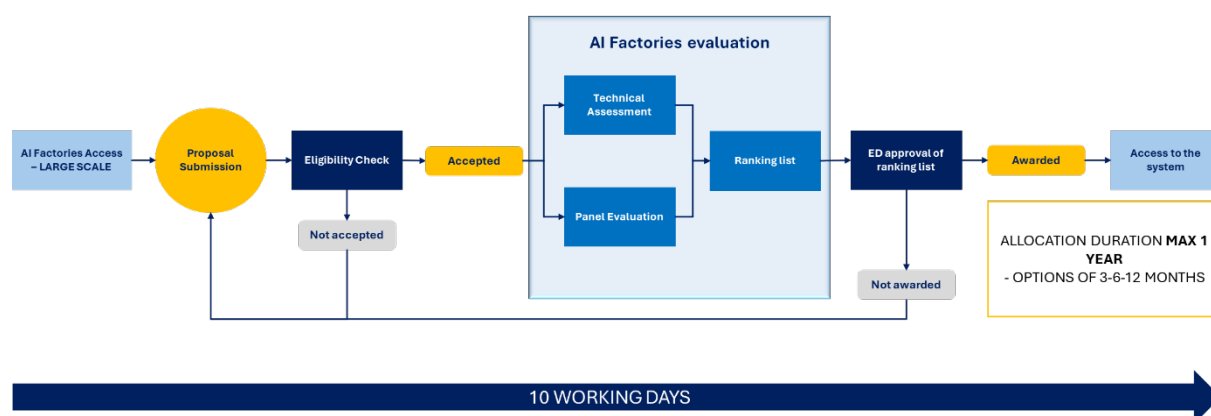 AI Factories evaluation
AI Factories Access
– LARGE SCALE
Proposal
Submission
Eligibility Check
Accepted
Not accepted
Technical
Assessment
Panel Evaluation
Ranking list
ED approval of
ranking list
Awarded
Not awarded
Access to the
system
ALLOCATION DURATION MAX 1
YEAR
- OPTIONS OF 3-6-12 MONTHS
10 WORKING DAYS